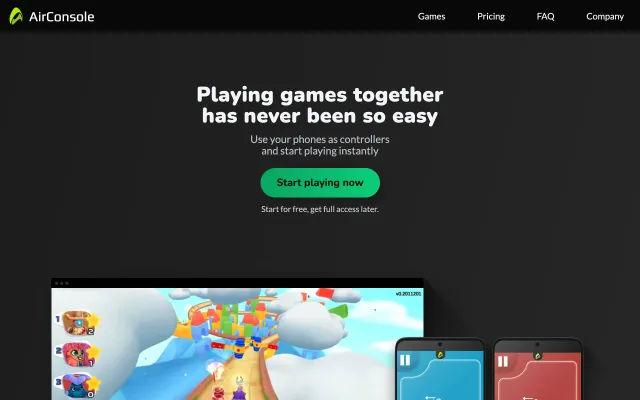 AirConsole
Games
Pricing
FAQ
Company
Playing games together
has never been so easy
Use your phones as controllers
and start playing instantly
Start playing now
Start for free, get full access later.
v0.2011201
1
2
2
1
3
0